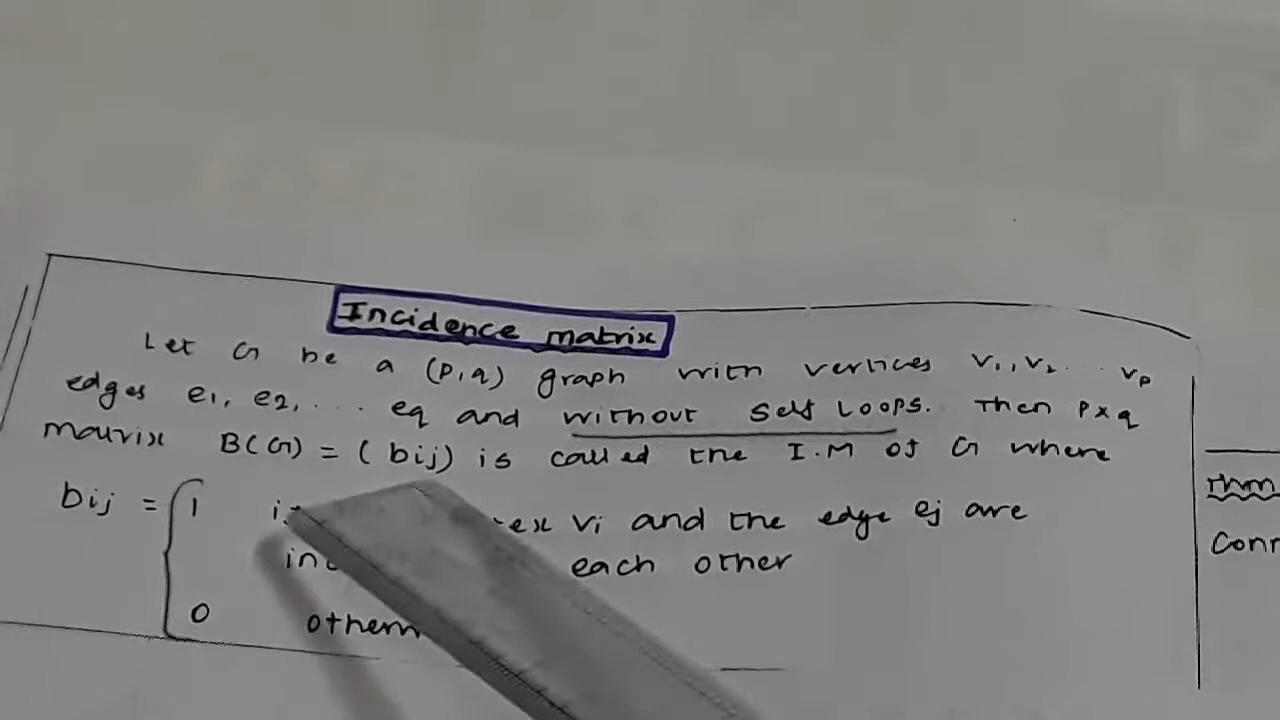 Incidence matrix
Let G be a (p,q) graph with vertices v1, v2 .. vp
edges e1, e2, ... eq and without self Loops. Then p x q
matrix B(G) = (bij) is called the I.M of G where
bij = { 1 vi and the edge ej are
each other
0
Thm